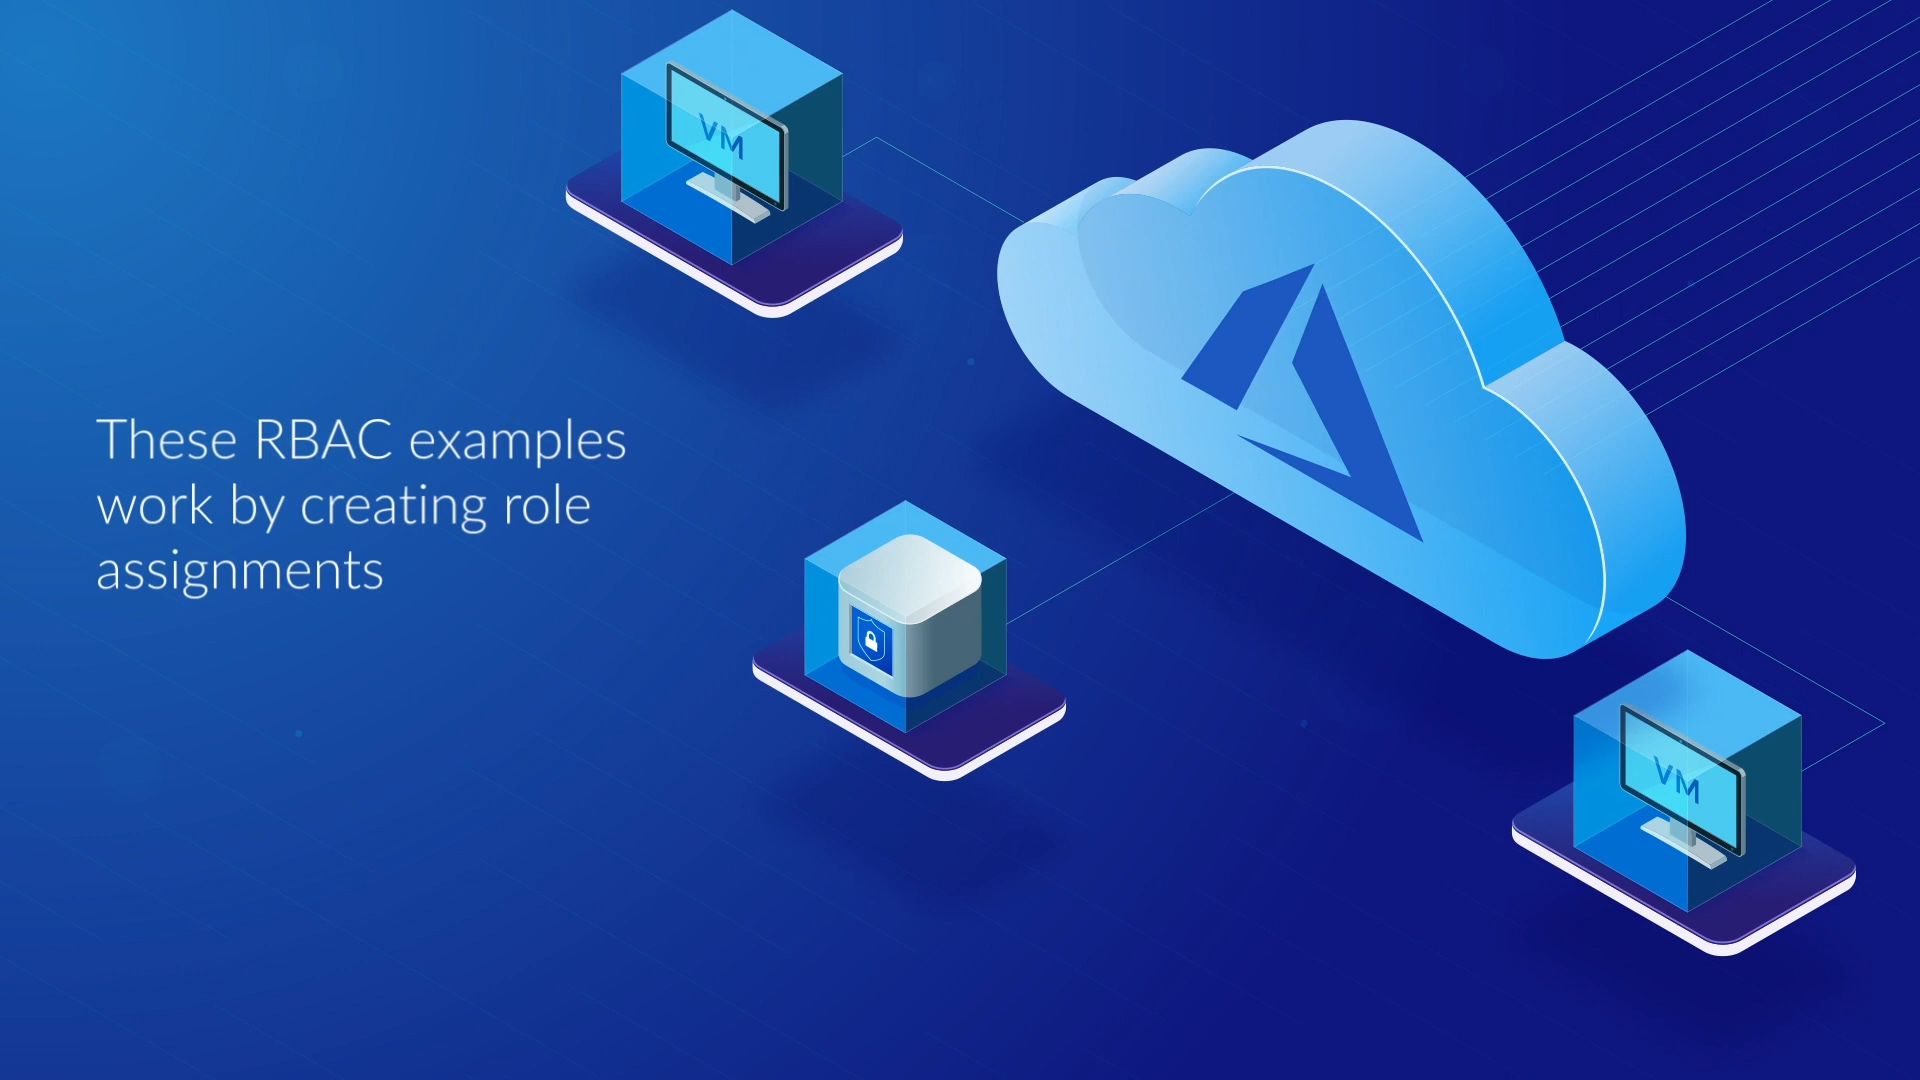 VM
These RBAC examples
work by creating role
assignments
VM